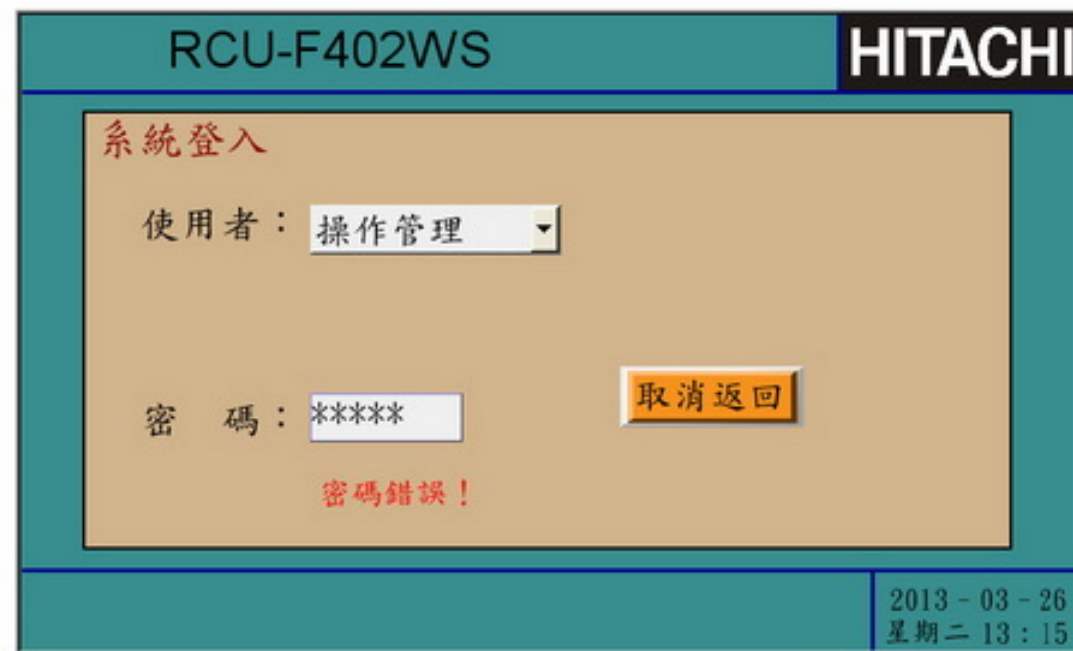 RCU-F402WS
HITACHI
系統登入
使用者：
操作管理
密 碼：
*****
取消返回
密碼錯誤！
2013 - 03 - 26
星期二 13 : 15